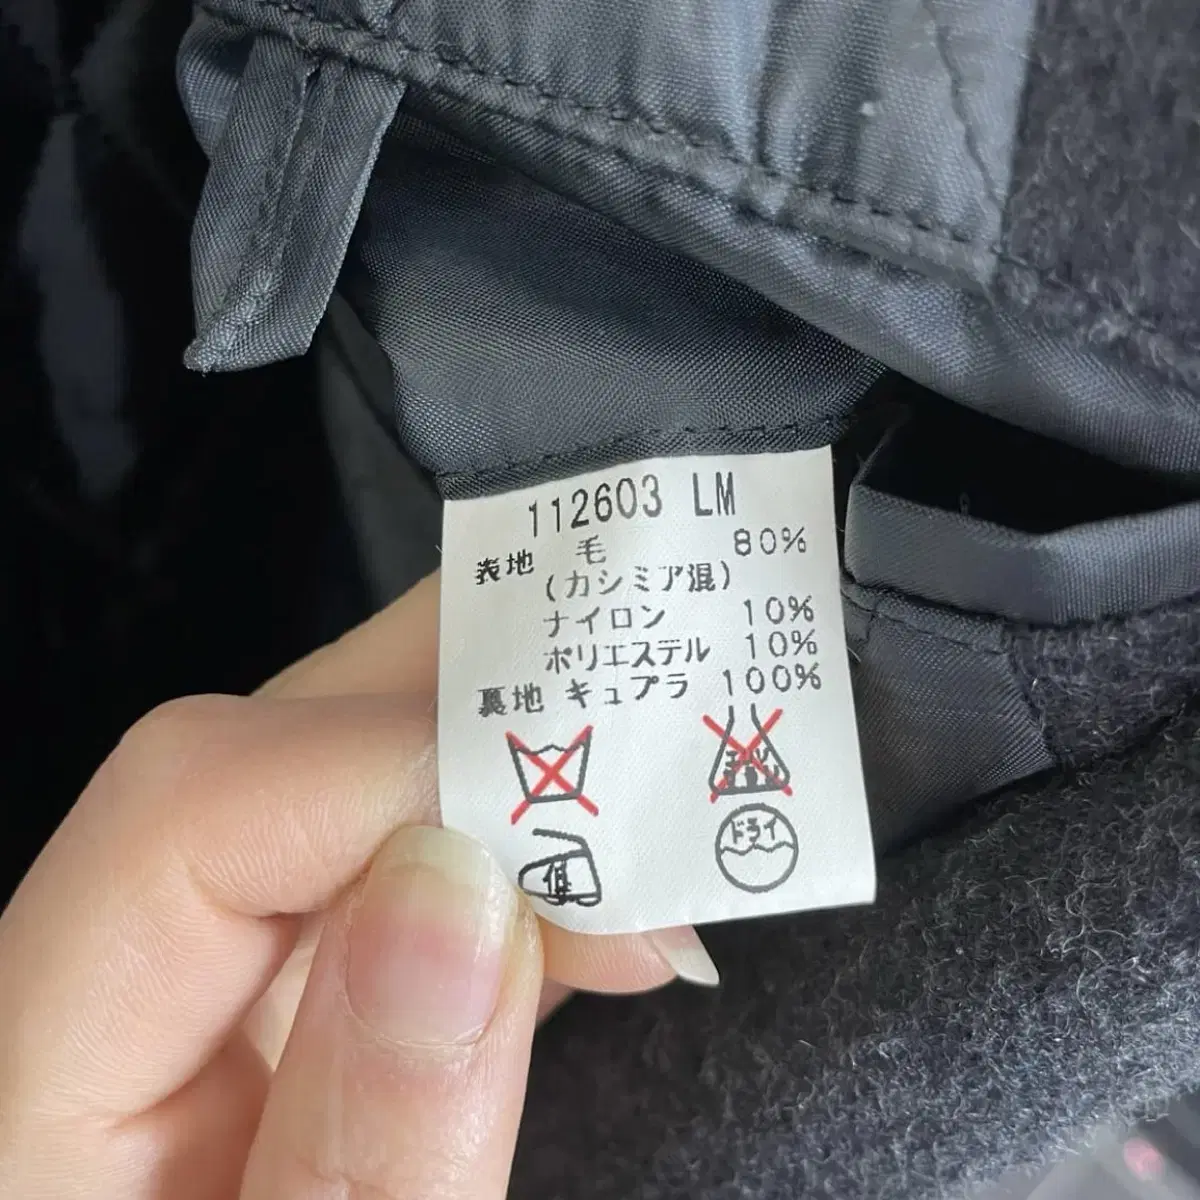 112603 LM
表地 毛 80%
(カシミア混)
ナイロン 10%
ポリエステル 10%
裏地 キュプラ 100%
ドライ
低